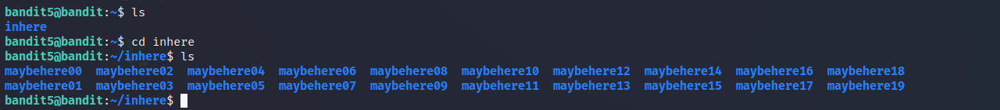 bandit5@bandit:~$ ls
inhere
bandit5@bandit:~$ cd inhere
bandit5@bandit:~/inhere$ ls
maybehere00  maybehere02  maybehere04  maybehere06  maybehere08  maybehere10  maybehere12  maybehere14  maybehere16  maybehere18
maybehere01  maybehere03  maybehere05  maybehere07  maybehere09  maybehere11  maybehere13  maybehere15  maybehere17  maybehere19
bandit5@bandit:~/inhere$